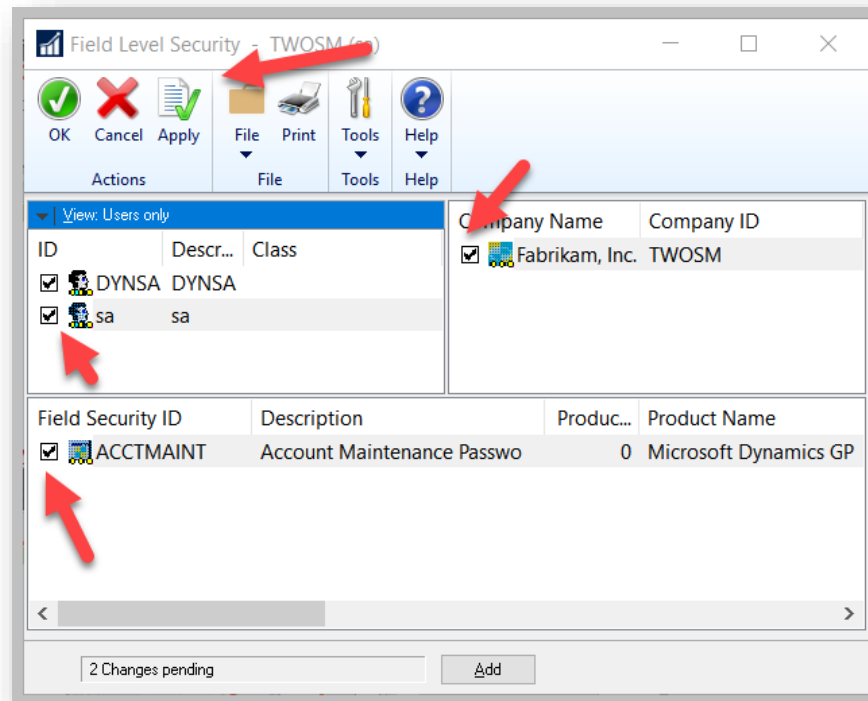 Field Level Security - TWOSM (sa)
OK Cancel Apply File Print Tools Help
Actions File Tools Help
View: Users only
ID Descr... Class
DYNSA DYNSA
sa sa
Company Name Company ID
Fabrikam, Inc. TWOSM
Field Security ID Description Produc... Product Name
ACCTMAINT Account Maintenance Passwo 0 Microsoft Dynamics GP
2 Changes pending Add